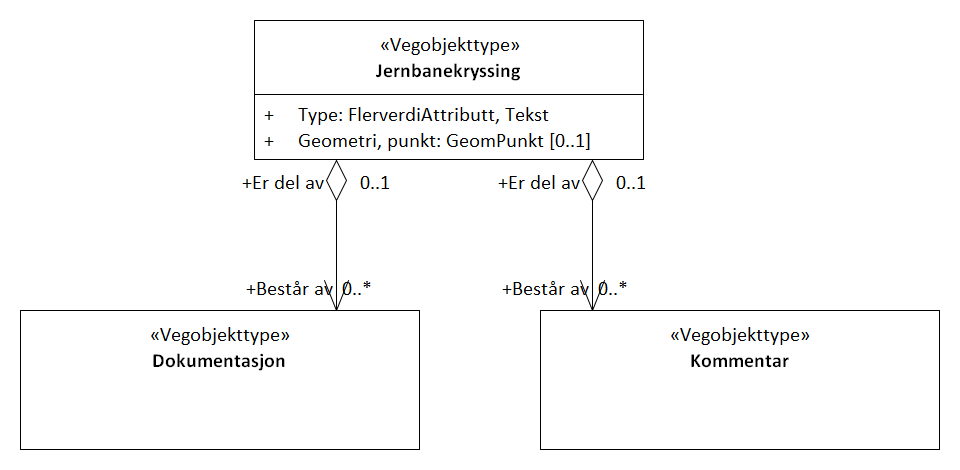 «Vegobjekttype»
Jernbanekryssing
+ Type: FlerverdiAttributt, Tekst
+ Geometri, punkt: GeomPunkt [0..1]
+Er del av 0..1
+Er del av 0..1
+Består av 0..*
+Består av 0..*
«Vegobjekttype»
Dokumentasjon
«Vegobjekttype»
Kommentar